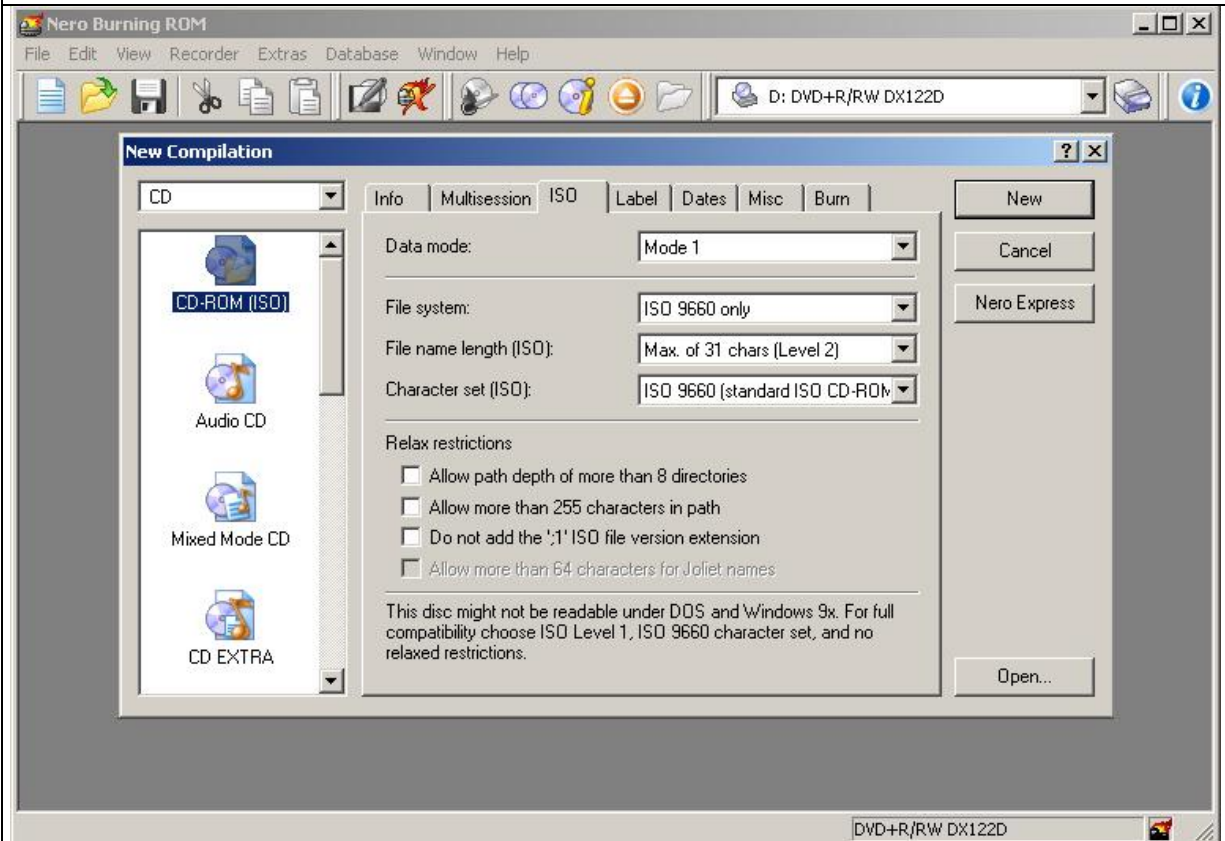 Nero Burning ROM
File Edit View Recorder Extras Database Window Help
D: DVD+R/RW DX122D
New Compilation
CD
Info Multisession ISO Label Dates Misc Burn
New
Data mode: Mode 1
Cancel
CD-ROM (ISO)
File system: ISO 9660 only
Nero Express
File name length (ISO): Max. of 31 chars (Level 2)
Character set (ISO): ISO 9660 (standard ISO CD-ROM
Audio CD
Relax restrictions
Allow path depth of more than 8 directories
Allow more than 255 characters in path
Mixed Mode CD
Do not add the ';1' ISO file version extension
Allow more than 64 characters for Joliet names
This disc might not be readable under DOS and Windows 9x. For full
compatibility choose ISO Level 1, ISO 9660 character set, and no
relaxed restrictions.
CD EXTRA
Open...
DVD+R/RW DX122D